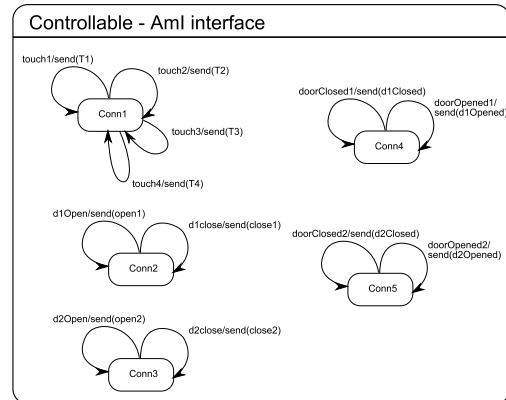 Controllable - AmI interface
touch1/send(T1)
touch2/send(T2)
Conn1
touch3/send(T3)
touch4/send(T4)
doorClosed1/send(d1Closed)
doorOpened1/
send(d1Opened)
Conn4
d1Open/send(open1)
d1close/send(close1)
Conn2
doorClosed2/send(d2Closed)
doorOpened2/
send(d2Opened)
Conn5
d2Open/send(open2)
d2close/send(close2)
Conn3